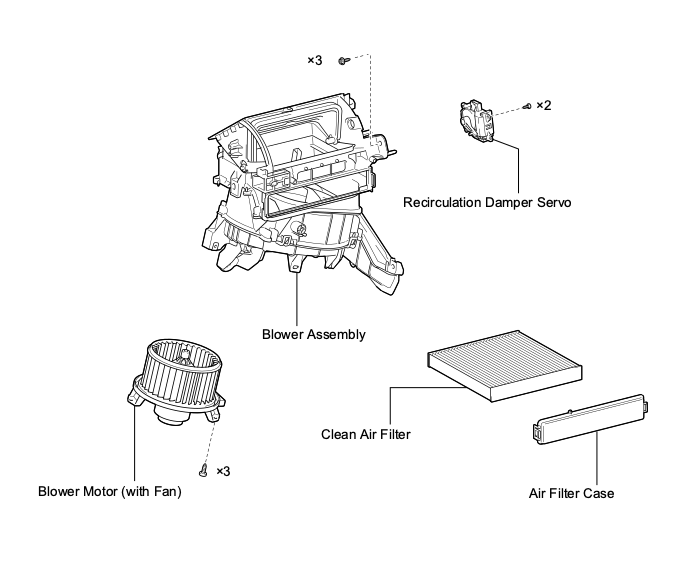 ×3
×2
Recirculation Damper Servo
Blower Assembly
Clean Air Filter
×3
Blower Motor (with Fan)
Air Filter Case